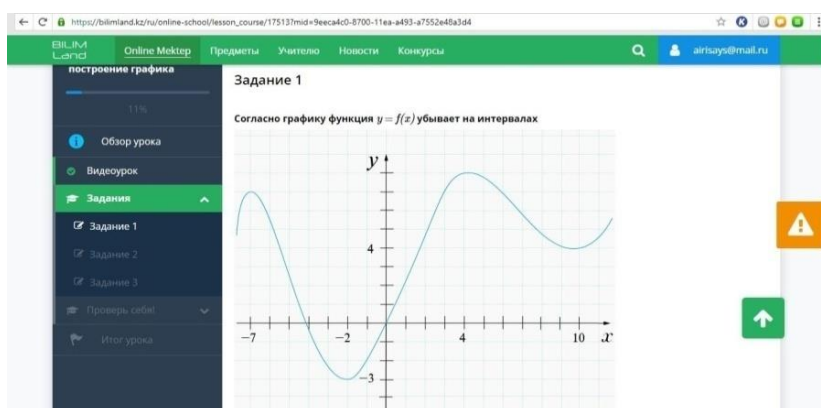 https://bilimland.kz/ru/online-school/lesson_course/17513?mid=9eeca4c0-8700-11ea-a493-a7552e48a3d4
BILIM Land
Online Mektep Предметы Учителю Новости Конкурсы airisays@mail.ru
построение графика
11%
Обзор урока
Видеоурок
Задания
Задание 1
Задание 2
Задание 3
Проверь себя!
Итог урока
Задание 1
Согласно графику функция y = f(x) убывает на интервалах
y
4
-7 -2 4 10 x
-3